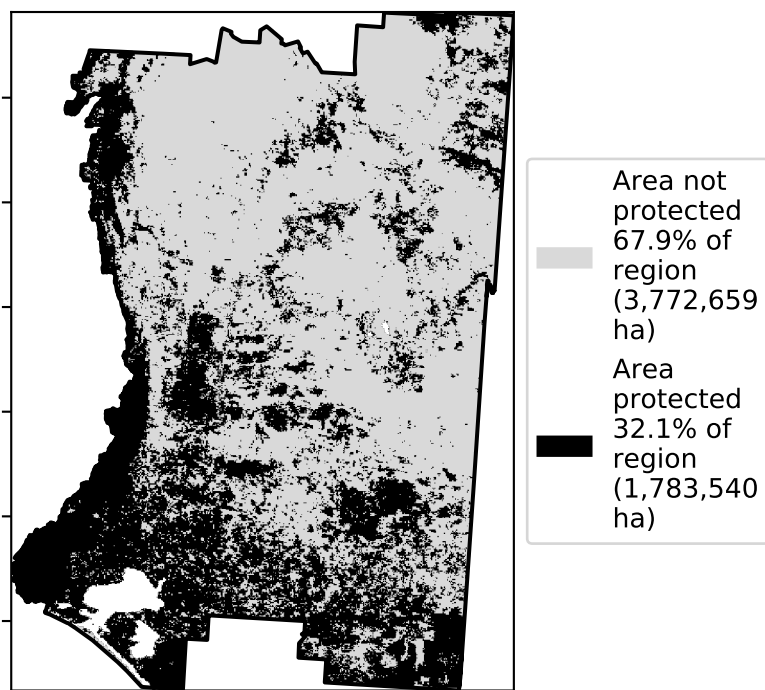 Area not
protected
67.9% of
region
(3,772,659
ha)
Area
protected
32.1% of
region
(1,783,540
ha)